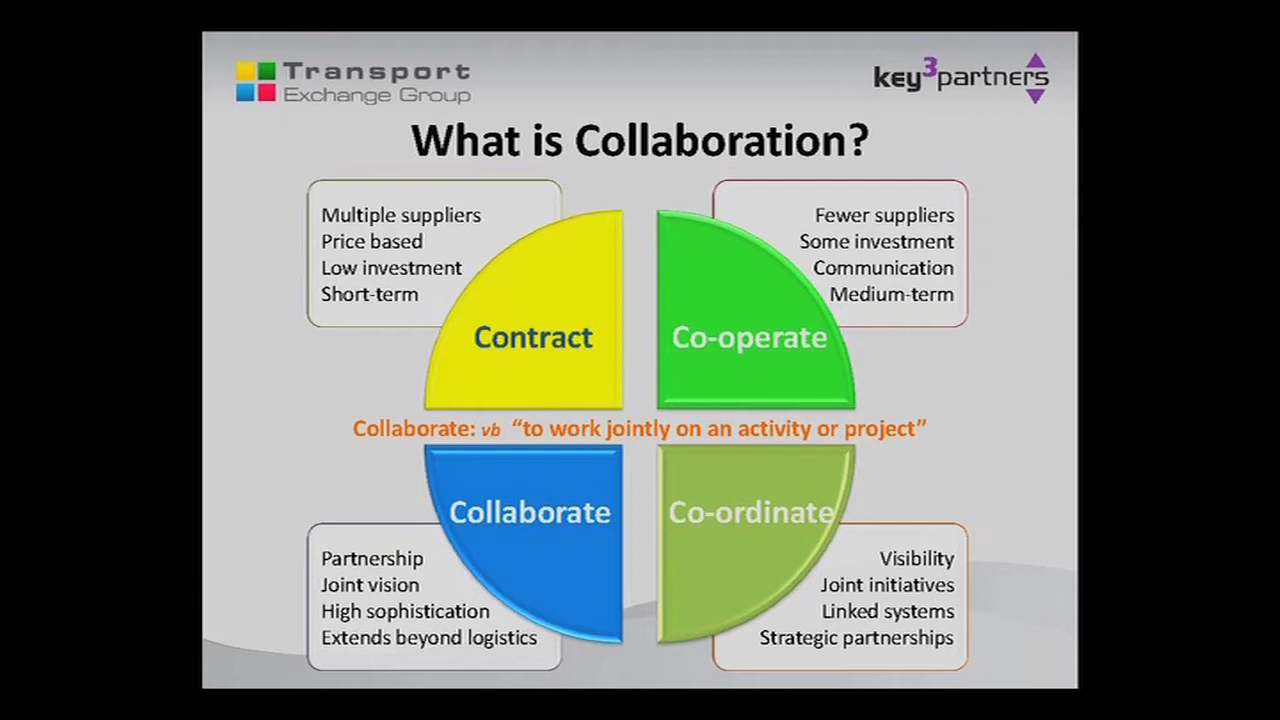 Transport
Exchange Group
key3partners
What is Collaboration?
Multiple suppliers
Price based
Low investment
Short-term
Fewer suppliers
Some investment
Communication
Medium-term
Contract
Co-operate
Collaborate: vb “to work jointly on an activity or project”
Collaborate
Co-ordinate
Partnership
Joint vision
High sophistication
Extends beyond logistics
Visibility
Joint initiatives
Linked systems
Strategic partnerships